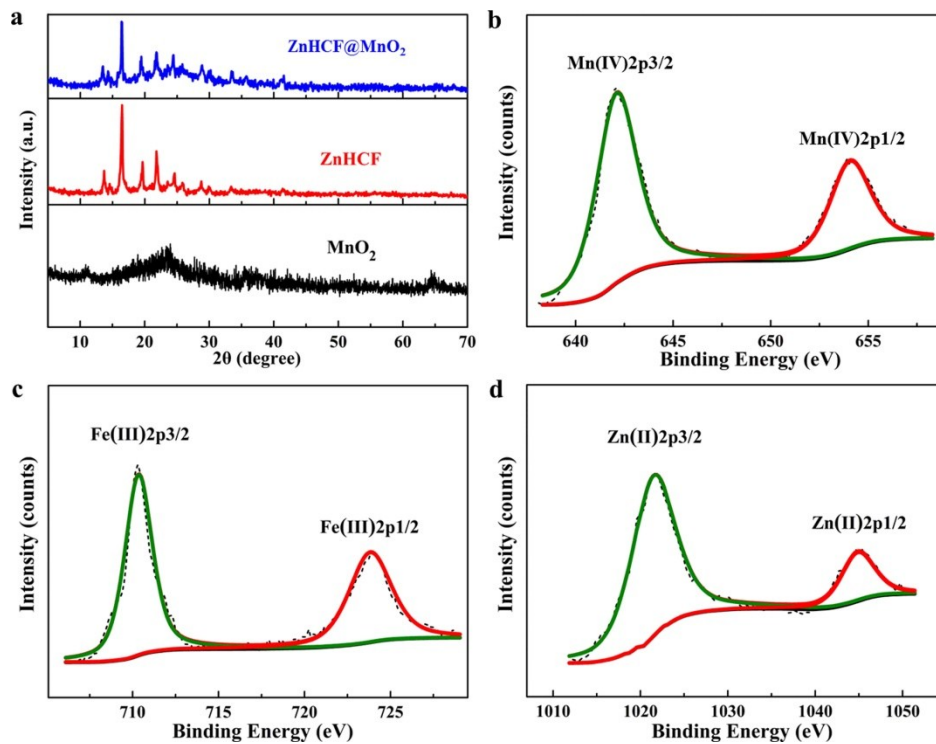 a
ZnHCF@MnO₂
ZnHCF
MnO₂
Intensity (a.u.)
10 20 30 40 50 60 70
2θ (degree)
b
Mn(IV)2p3/2
Mn(IV)2p1/2
Intensity (counts)
640 645 650 655
Binding Energy (eV)
c
Fe(III)2p3/2
Fe(III)2p1/2
Intensity (counts)
710 715 720 725
Binding Energy (eV)
d
Zn(II)2p3/2
Zn(II)2p1/2
Intensity (counts)
1010 1020 1030 1040 1050
Binding Energy (eV)